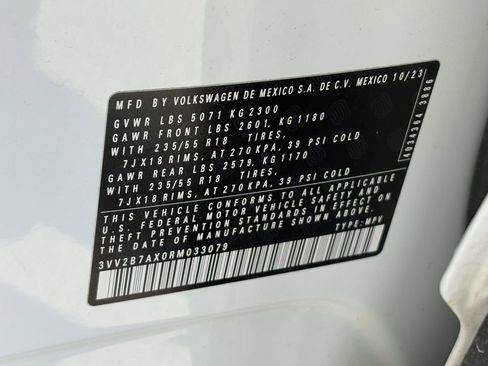 MFD BY VOLKSWAGEN DE MEXICO S.A. DE C.V. MEXICO 10/23
GVWR LBS 5071 KG 2300
GAWR FRONT LBS 2601, KG 1180
WITH 235/55 R18 TIRES,
7JX18 RIMS, AT 270 KPA, 39 PSI COLD
GAWR REAR LBS 2579, KG 1170
WITH 235/55 R18 TIRES,
7JX18 RIMS, AT 270 KPA, 39 PSI COLD
THIS VEHICLE CONFORMS TO ALL APPLICABLE
U.S. FEDERAL MOTOR VEHICLE SAFETY AND
THEFT PREVENTION STANDARDS IN EFFECT ON
THE DATE OF MANUFACTURE SHOWN ABOVE.
3VV2B7AX0RM033079 TYPE: MPV
4034384 3886